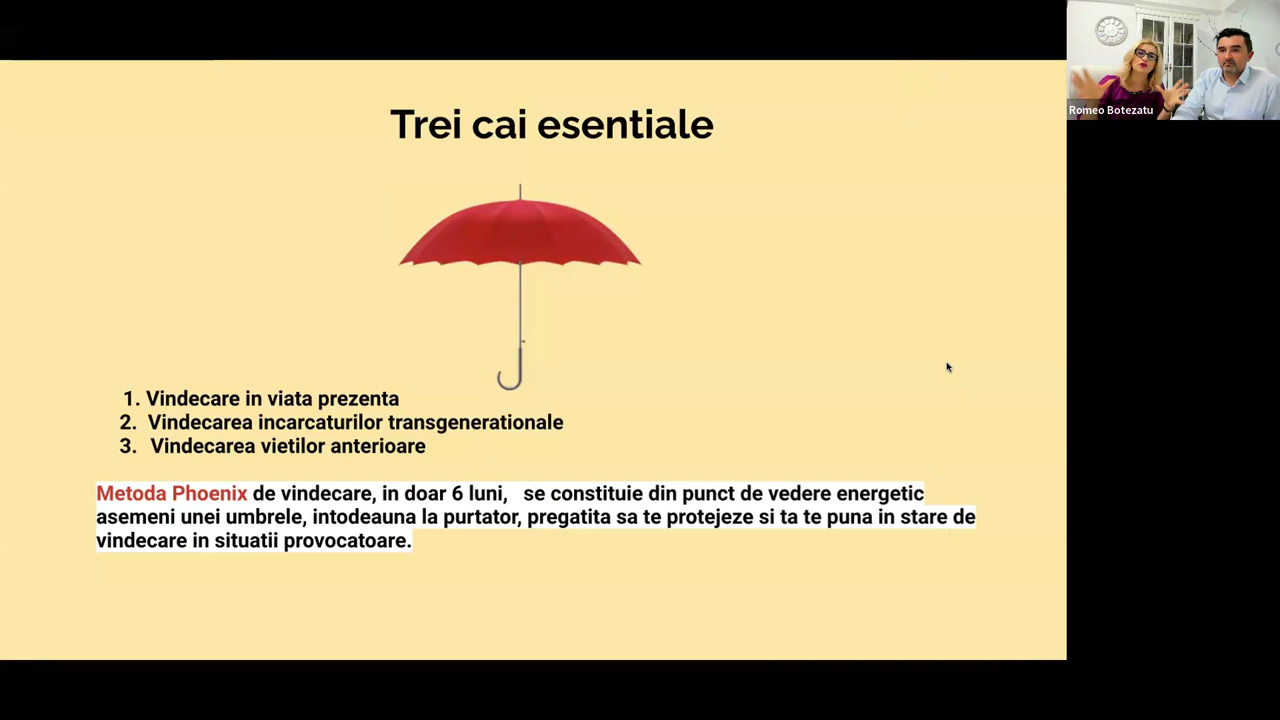 Trei cai esentiale
1. Vindecare in viata prezenta
2. Vindecarea incarcaturilor transgenerationale
3. Vindecarea vietilor anterioare
Metoda Phoenix de vindecare, in doar 6 luni, se constituie din punct de vedere energetic
asemeni unei umbrele, intodeauna la purtator, pregatita sa te protejeze si ta te puna in stare de
vindecare in situatii provocatoare.
Romeo Botezatu